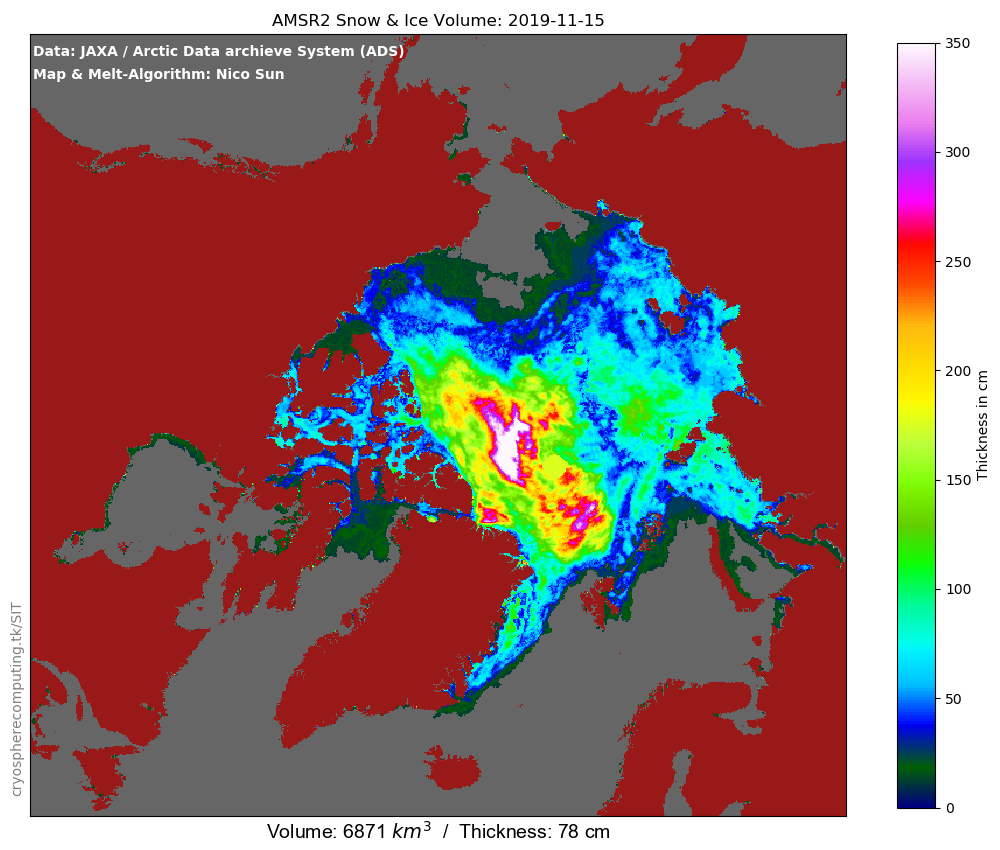 AMSR2 Snow & Ice Volume: 2019-11-15
Data: JAXA / Arctic Data archieve System (ADS)
Map & Melt-Algorithm: Nico Sun
350
300
250
200
150
100
50
0
Thickness in cm
cryospherecomputing.tk/SIT
Volume: 6871 km³ / Thickness: 78 cm